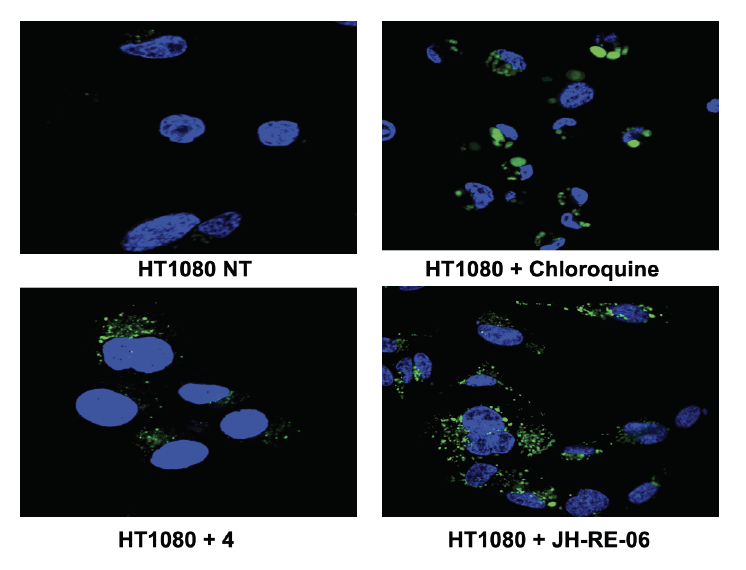 HT1080 NT
HT1080 + Chloroquine
HT1080 + 4
HT1080 + JH-RE-06